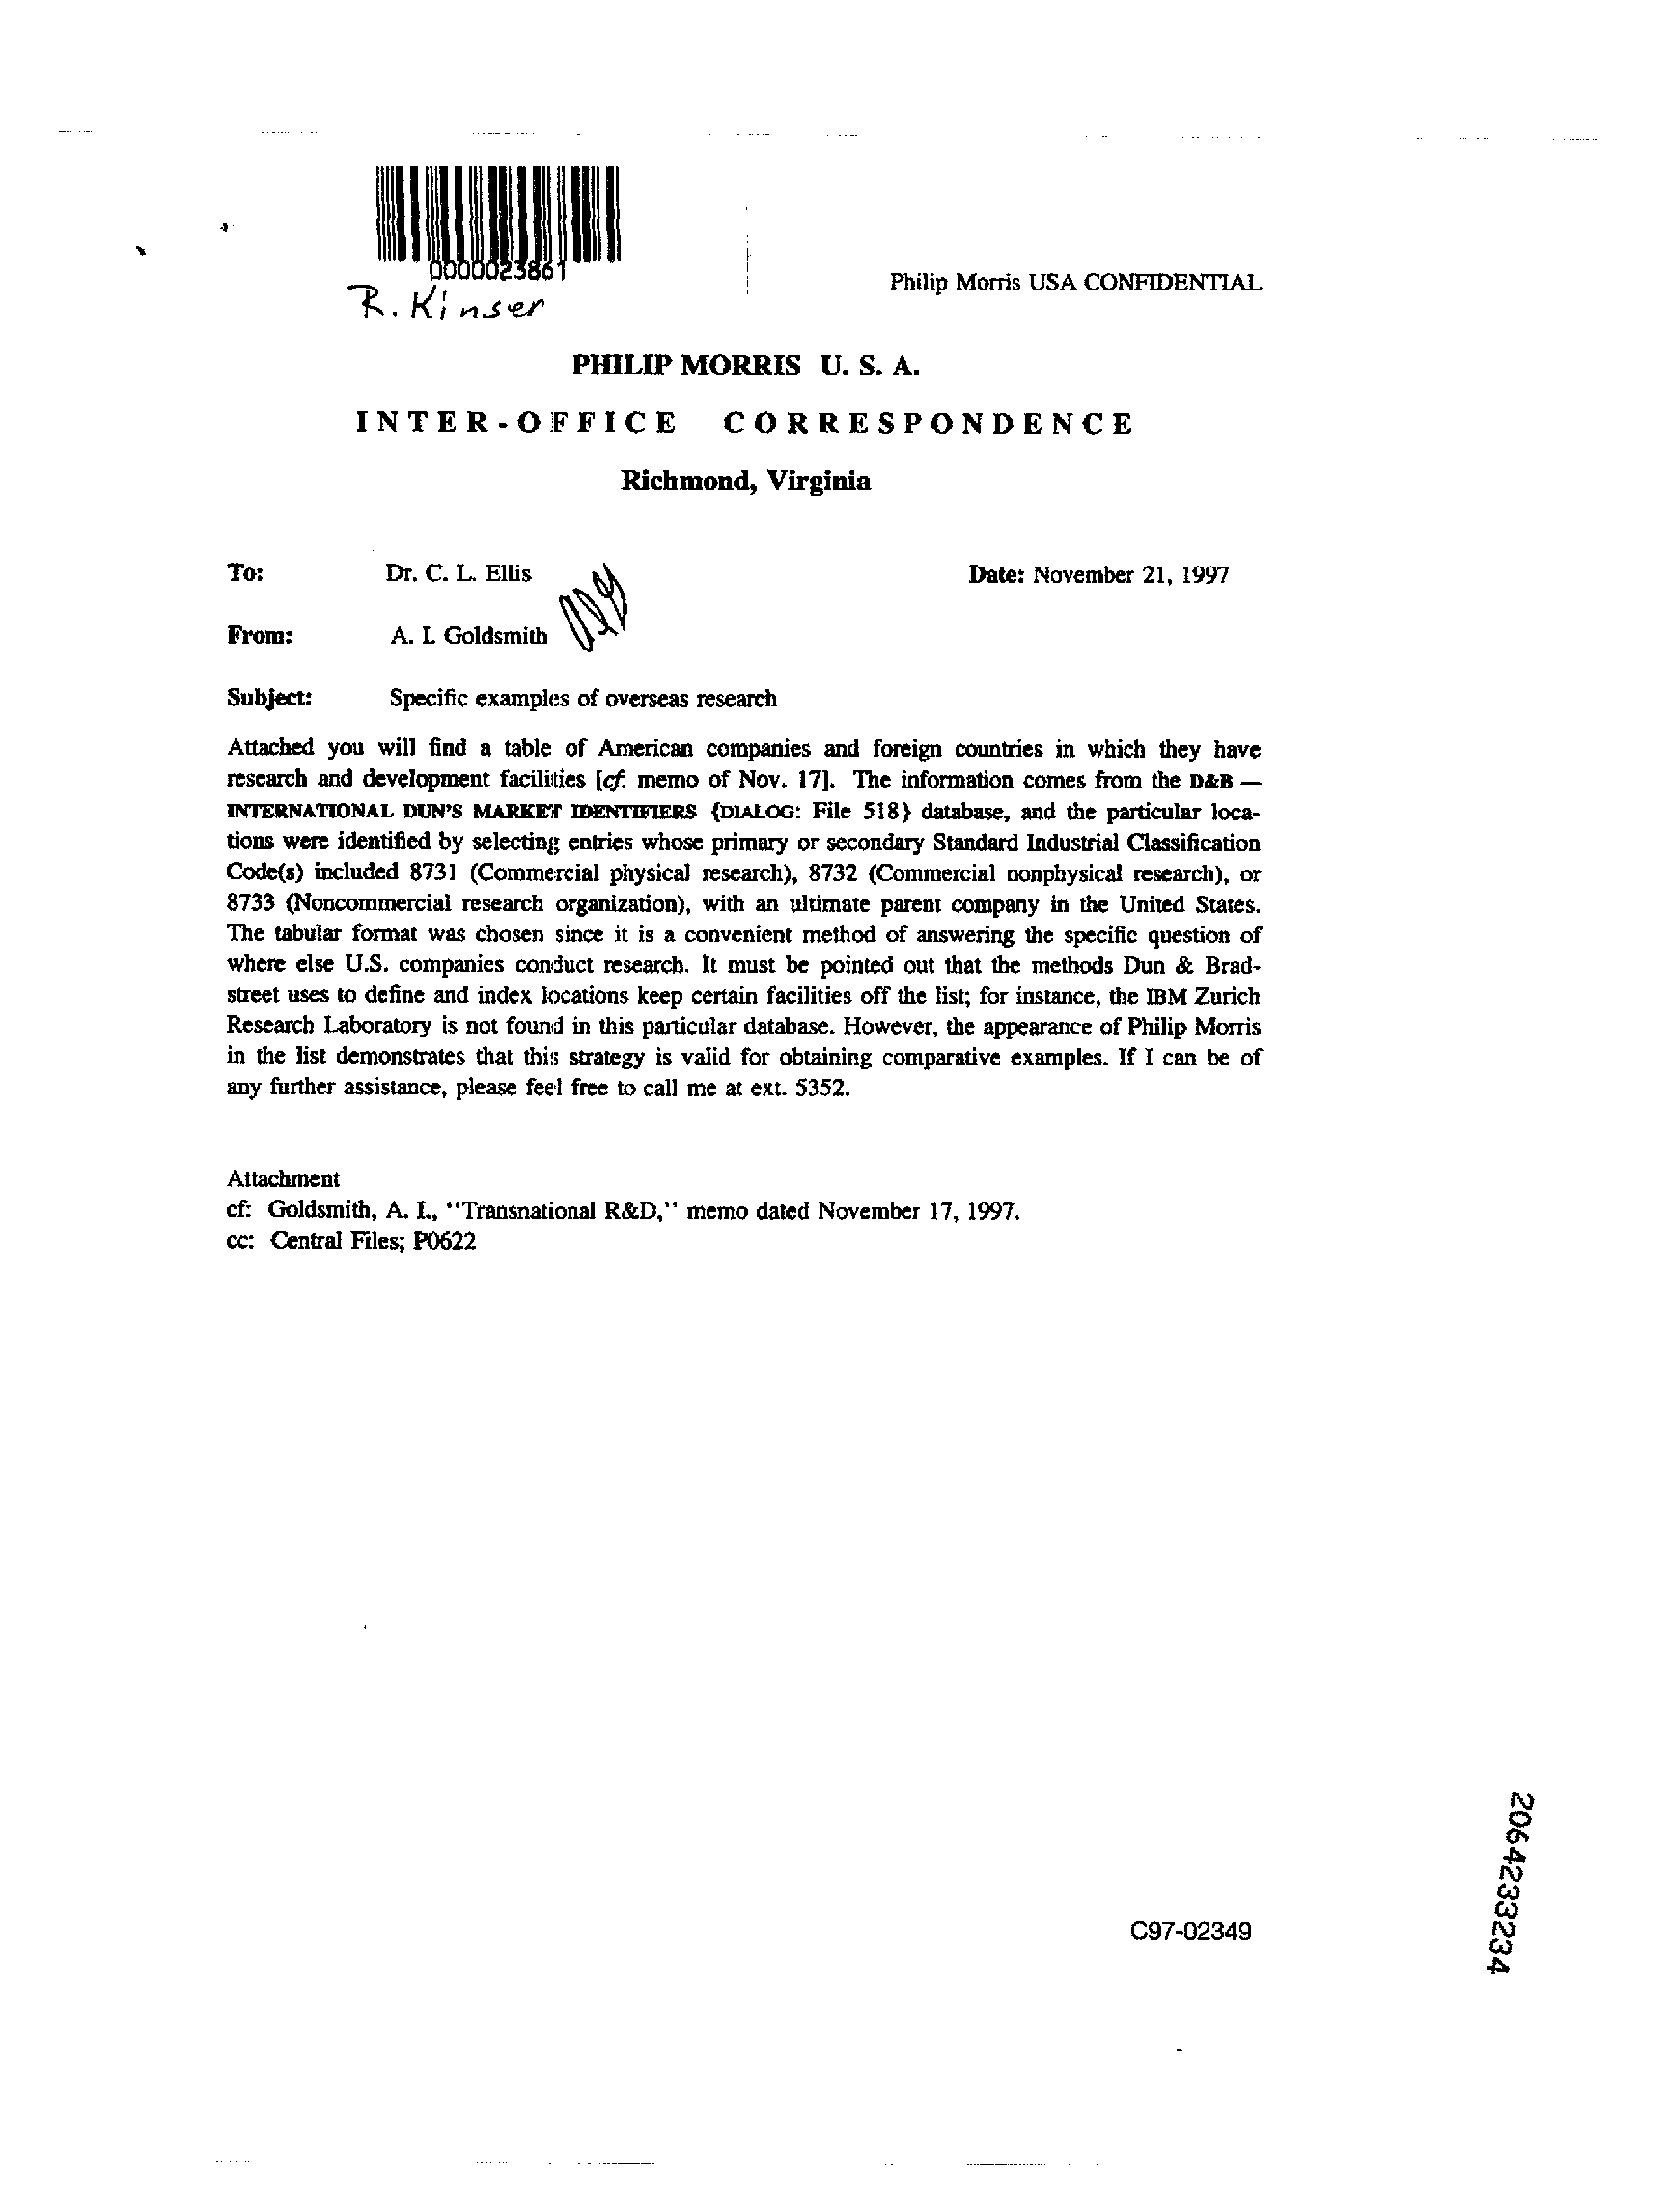 0000023861
R. Kinser
Philip Morris USA CONFIDENTIAL
PHILIP MORRIS U. S. A.
INTER-OFFICE CORRESPONDENCE
Richmond, Virginia
To: Dr. C. L. Ellis
Date: November 21, 1997
From: A. I. Goldsmith
Subject: Specific examples of overseas research
Attached you will find a table of American companies and foreign countries in which they have
research and development facilities [cf. memo of Nov. 17]. The information comes from the D&B —
INTERNATIONAL DUN'S MARKET IDENTIFIERS {DIALOG: File 518} database, and the particular loca-
tions were identified by selecting entries whose primary or secondary Standard Industrial Classification
Code(s) included 8731 (Commercial physical research), 8732 (Commercial nonphysical research), or
8733 (Noncommercial research organization), with an ultimate parent company in the United States.
The tabular format was chosen since it is a convenient method of answering the specific question of
where else U.S. companies conduct research. It must be pointed out that the methods Dun & Brad-
street uses to define and index locations keep certain facilities off the list; for instance, the IBM Zurich
Research Laboratory is not found in this particular database. However, the appearance of Philip Morris
in the list demonstrates that this strategy is valid for obtaining comparative examples. If I can be of
any further assistance, please feel free to call me at ext. 5352.
Attachment
cf: Goldsmith, A. I., "Transnational R&D," memo dated November 17, 1997.
cc: Central Files; P0622
C97-02349
2064233234